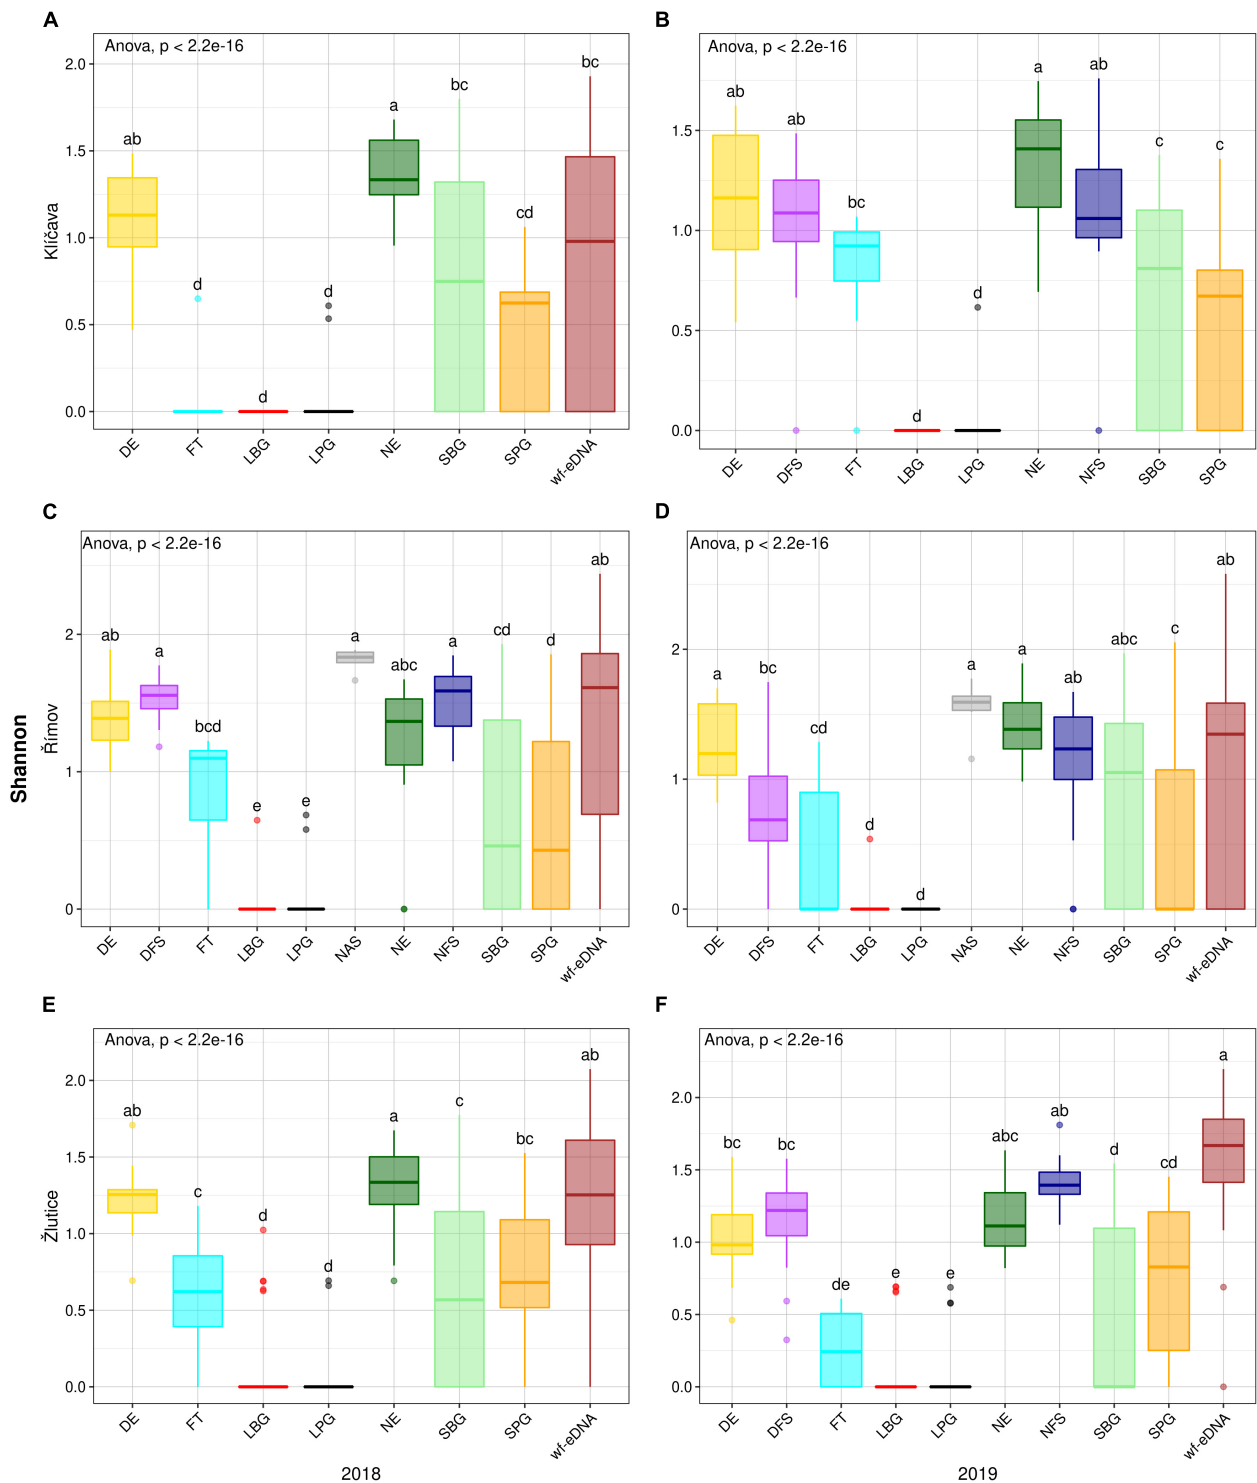 A
Anova, p < 2.2e-16
2.0
1.5
1.0
0.5
0.0
Klíčava
ab
d
d
d
a
bc
cd
bc
DE
FT
LBG
LPG
NE
SBG
SPG
wf-eDNA
B
Anova, p < 2.2e-16
1.5
1.0
0.5
0.0
ab
ab
bc
d
d
a
ab
c
c
DE
DFS
FT
LBG
LPG
NE
NFS
SBG
SPG
Shannon
C
Anova, p < 2.2e-16
2
1
0
Římov
ab
a
bcd
e
e
a
abc
a
cd
d
ab
DE
DFS
FT
LBG
LPG
NAS
NE
NFS
SBG
SPG
wf-eDNA
D
Anova, p < 2.2e-16
2
1
0
a
bc
cd
d
d
a
a
ab
abc
c
ab
DE
DFS
FT
LBG
LPG
NAS
NE
NFS
SBG
SPG
wf-eDNA
E
Anova, p < 2.2e-16
2.0
1.5
1.0
0.5
0.0
Žlutice
ab
c
d
d
a
c
bc
ab
DE
FT
LBG
LPG
NE
SBG
SPG
wf-eDNA
2018
F
Anova, p < 2.2e-16
2.0
1.5
1.0
0.5
0.0
bc
bc
de
e
e
abc
ab
d
cd
a
DE
DFS
FT
LBG
LPG
NE
NFS
SBG
SPG
wf-eDNA
2019